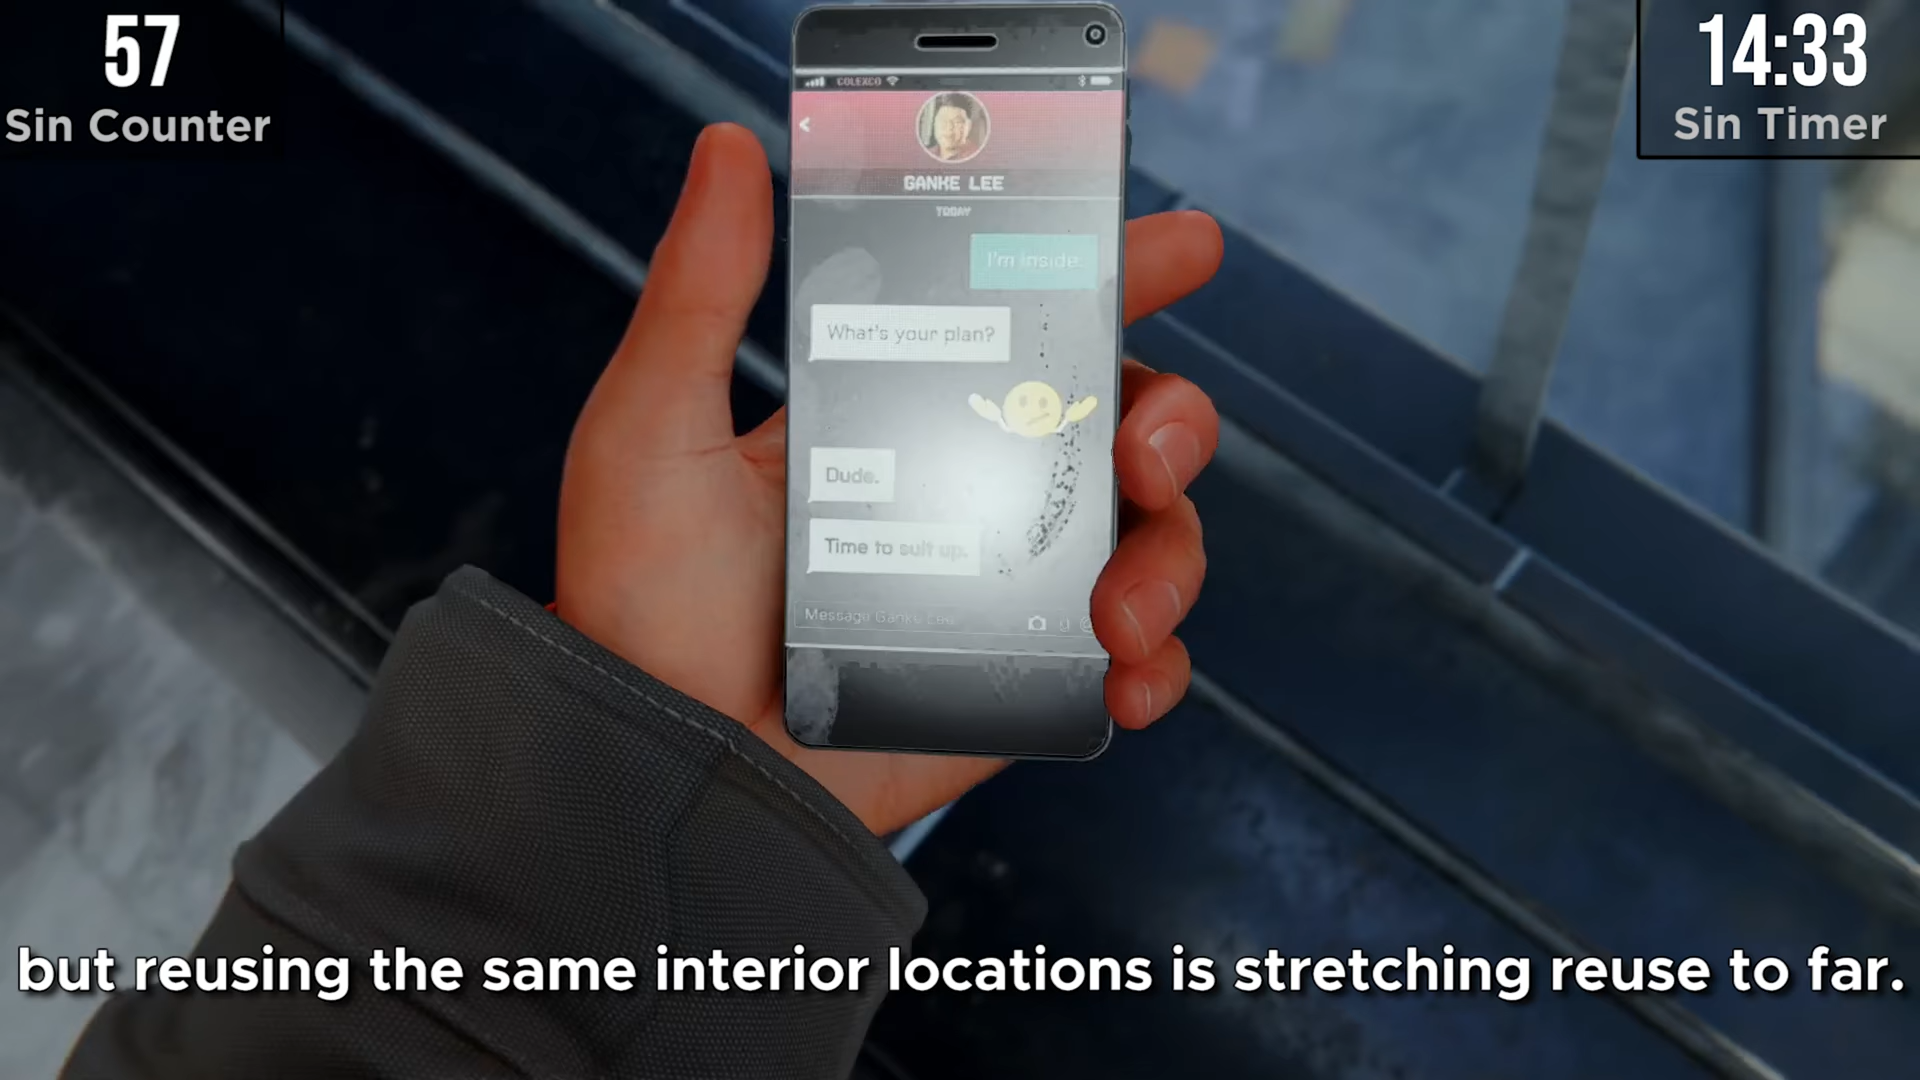 57
Sin Counter
14:33
Sin Timer
COLEXCO
GANKE LEE
TODAY
I'm inside.
What's your plan?
Dude.
Time to suit up.
Message Ganke Lee
but reusing the same interior locations is stretching reuse to far.